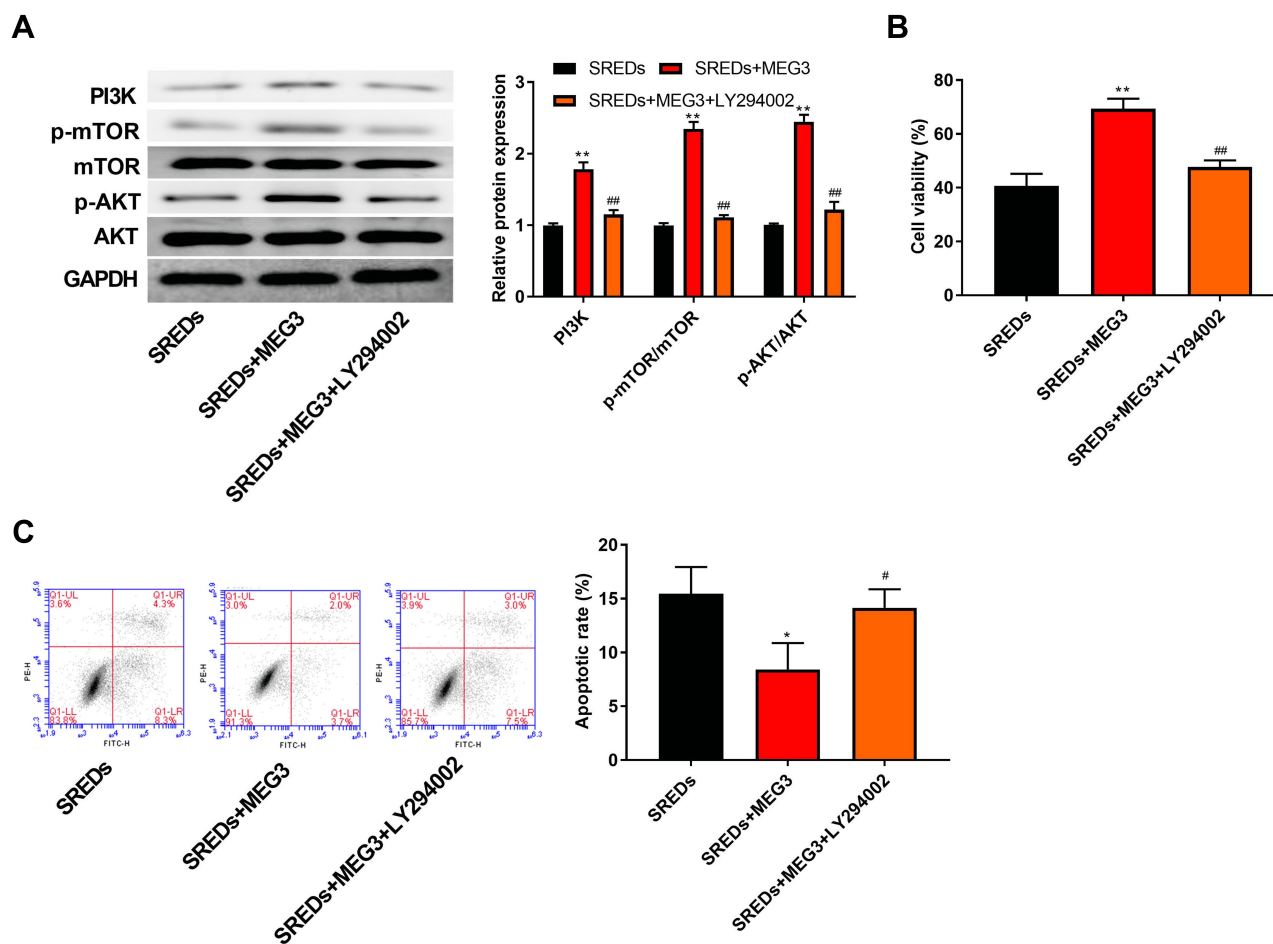 A
PI3K
p-mTOR
mTOR
p-AKT
AKT
GAPDH
SREDs
SREDs+MEG3
SREDs+MEG3+LY294002
SREDs
SREDs+MEG3
SREDs+MEG3+LY294002
Relative protein expression
3
2
1
0
**
##
**
##
**
##
PI3K
p-mTOR/mTOR
p-AKT/AKT
B
Cell viability (%)
80
60
40
20
0
**
##
SREDs
SREDs+MEG3
SREDs+MEG3+LY294002
C
Q1-UL
3.6%
Q1-UR
4.3%
Q1-LL
83.8%
Q1-LR
8.3%
PE-H
FITC-H
Q1-UL
3.0%
Q1-UR
2.0%
Q1-LL
91.3%
Q1-LR
3.7%
PE-H
FITC-H
Q1-UL
3.9%
Q1-UR
3.0%
Q1-LL
85.7%
Q1-LR
7.5%
PE-H
FITC-H
SREDs
SREDs+MEG3
SREDs+MEG3+LY294002
Apoptotic rate (%)
20
15
10
5
0
*
#
SREDs
SREDs+MEG3
SREDs+MEG3+LY294002